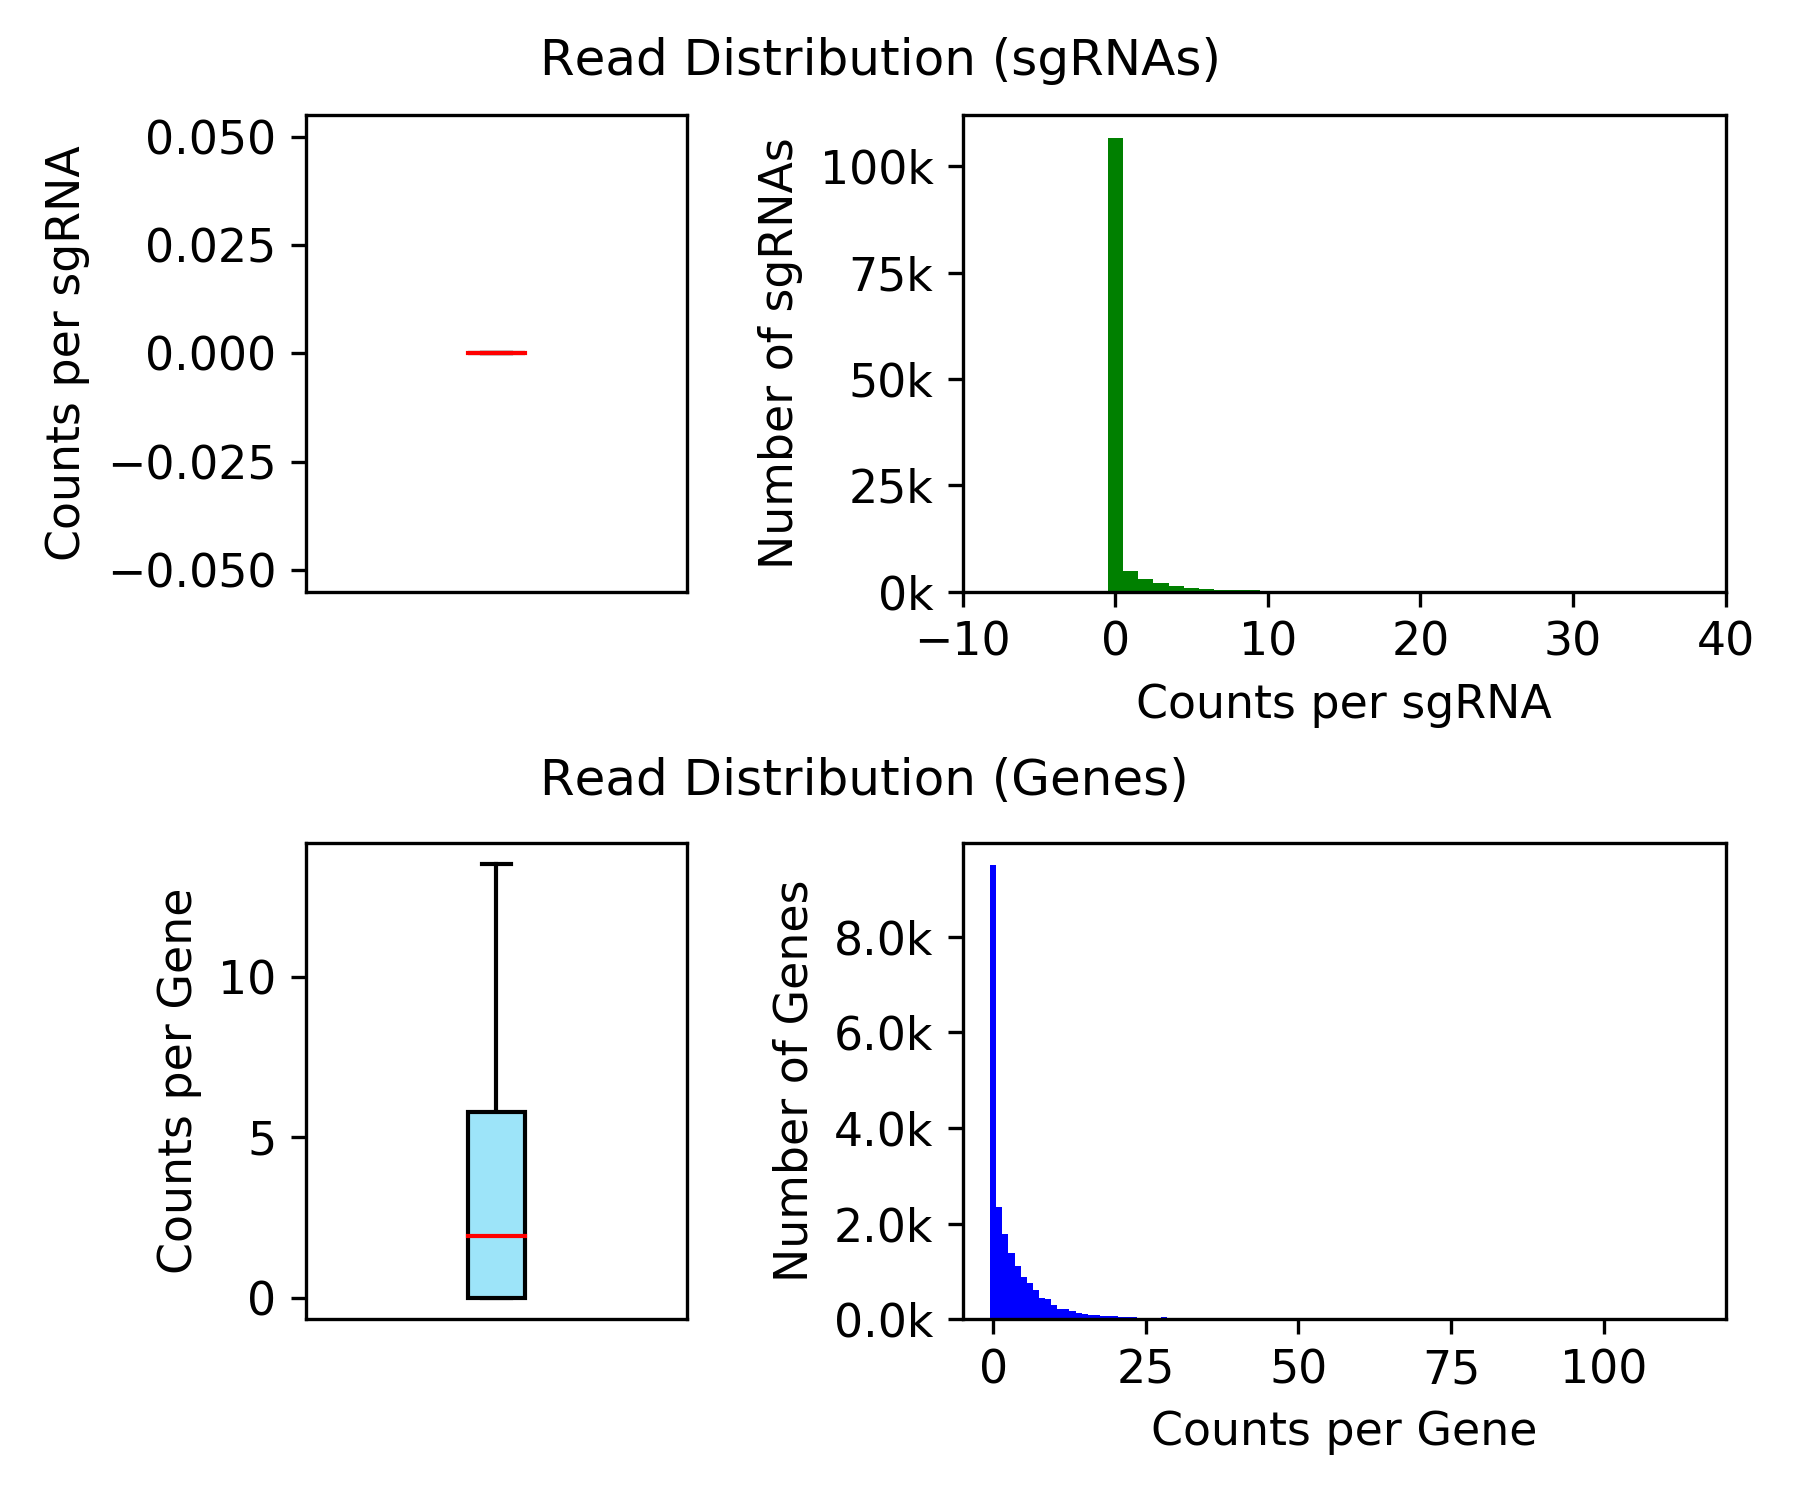 Read Distribution (sgRNAs)
Counts per sgRNA
0.050
0.025
0.000
−0.025
−0.050
Number of sgRNAs
100k
75k
50k
25k
0k
−10 0 10 20 30 40
Counts per sgRNA
Read Distribution (Genes)
Counts per Gene
10
5
0
Number of Genes
8.0k
6.0k
4.0k
2.0k
0.0k
0 25 50 75 100
Counts per Gene